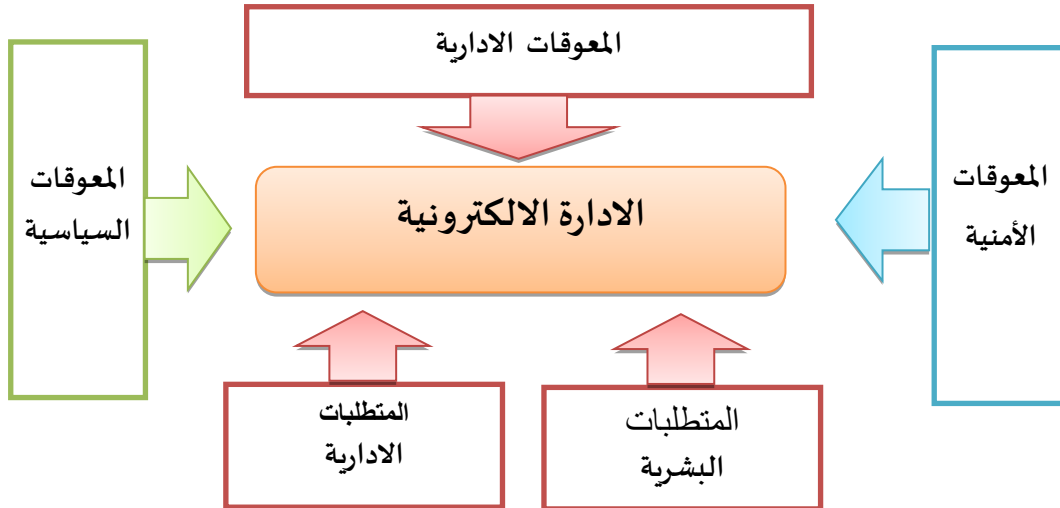 المعوقات الادارية
المعوقات
الأمنية
الادارة الالكترونية
المعوقات
السياسية
المتطلبات
البشرية
المتطلبات
الادارية